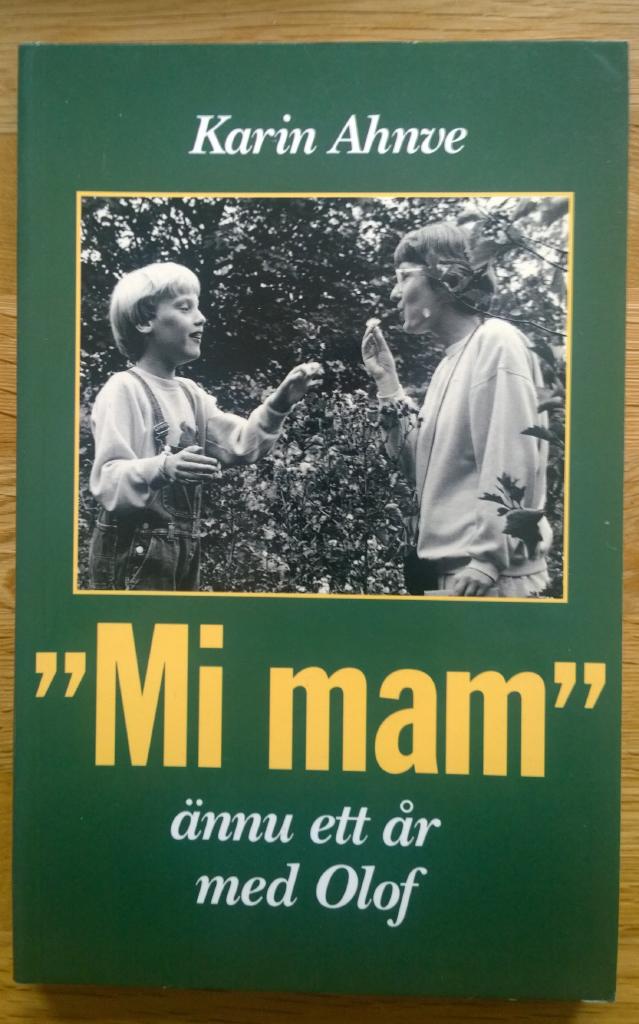 Karin Ahnve
”Mi mam”
ännu ett år
med Olof